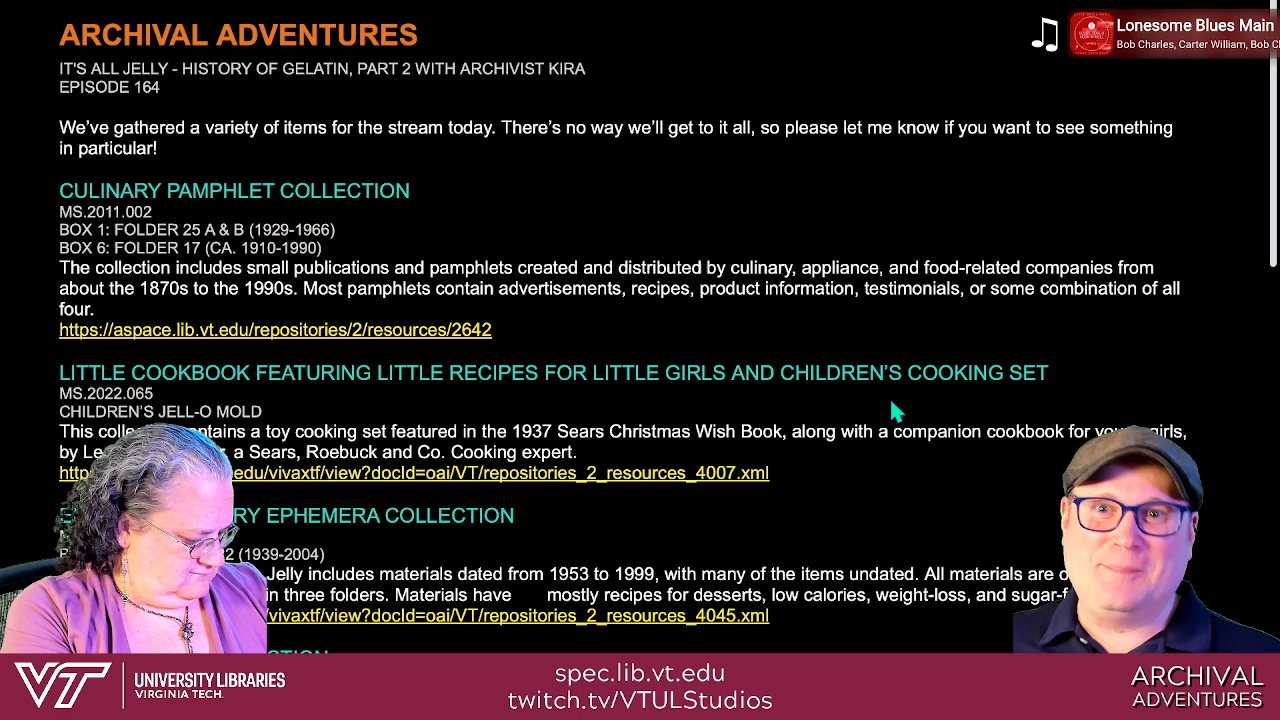 ARCHIVAL ADVENTURES
Lonesome Blues Main
Bob Charles, Carter William, Bob
IT'S ALL JELLY - HISTORY OF GELATIN, PART 2 WITH ARCHIVIST KIRA
EPISODE 164
We've gathered a variety of items for the stream today. There's no way we'll get to it all, so please let me know if you want to see something
in particular!
CULINARY PAMPHLET COLLECTION
MS.2011.002
BOX 1: FOLDER 25 A & B (1929-1966)
BOX 6: FOLDER 17 (CA. 1910-1990)
The collection includes small publications and pamphlets created and distributed by culinary, appliance, and food-related companies from
about the 1870s to the 1990s. Most pamphlets contain advertisements, recipes, product information, testimonials, or some combination of all
four.
https://aspace.lib.vt.edu/repositories/2/resources/2642
LITTLE COOKBOOK FEATURING LITTLE RECIPES FOR LITTLE GIRLS AND CHILDREN'S COOKING SET
MS.2022.065
CHILDREN'S JELL-O MOLD
This a toy cooking set featured in the 1937 Sears Christmas Wish Book, along with a companion cookbook for girls,
by a Sears, Roebuck and Co. Cooking expert.
edu/vivaxtf/view?docId=oai/VT/repositories_2_resources_4007.xml
EPHEMERA COLLECTION
2 (1939-2004)
Jelly includes materials dated from 1953 to 1999, with many of the items undated. All materials are
in three folders. Materials have mostly recipes for desserts, low calories, weight-loss, and
/vivaxtf/view?docId=oai/VT/repositories_2_resources_4045.xml
VT
UNIVERSITY LIBRARIES
VIRGINIA TECH.
spec.lib.vt.edu
twitch.tv/VTULStudios
ARCHIVAL
ADVENTURES